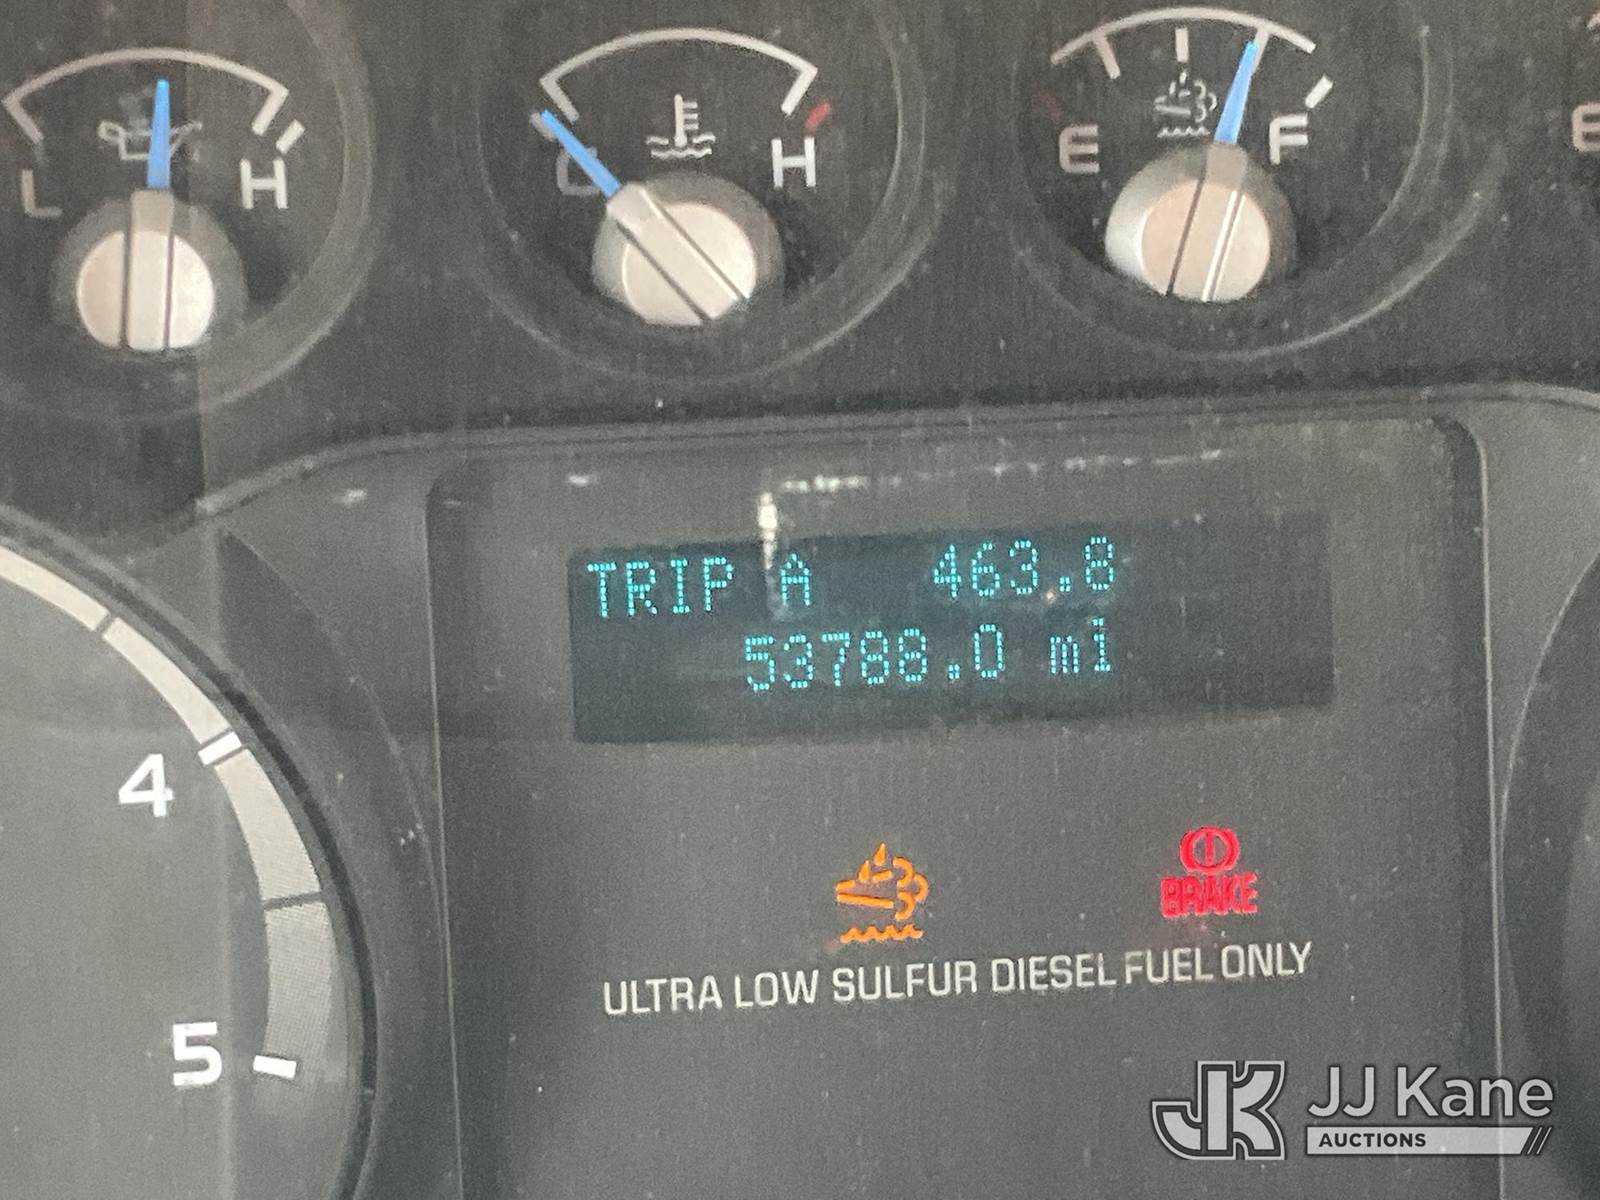 L H
C H
E F
E
TRIP A 463.8
53788.0 mi
4
BRAKE
ULTRA LOW SULFUR DIESEL FUEL ONLY
5
JK JJ Kane
AUCTIONS